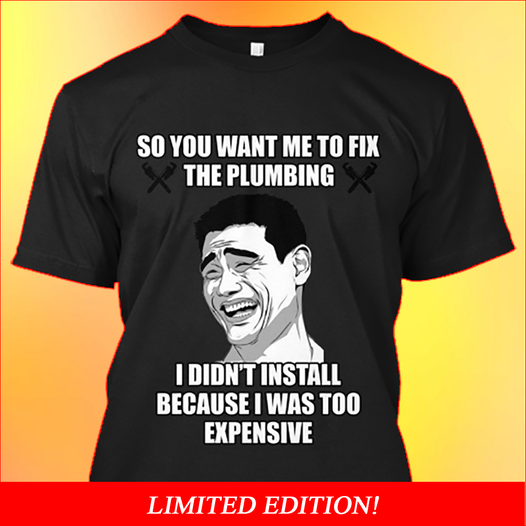 SO YOU WANT ME TO FIX
THE PLUMBING
I DIDN'T INSTALL
BECAUSE I WAS TOO
EXPENSIVE
LIMITED EDITION!